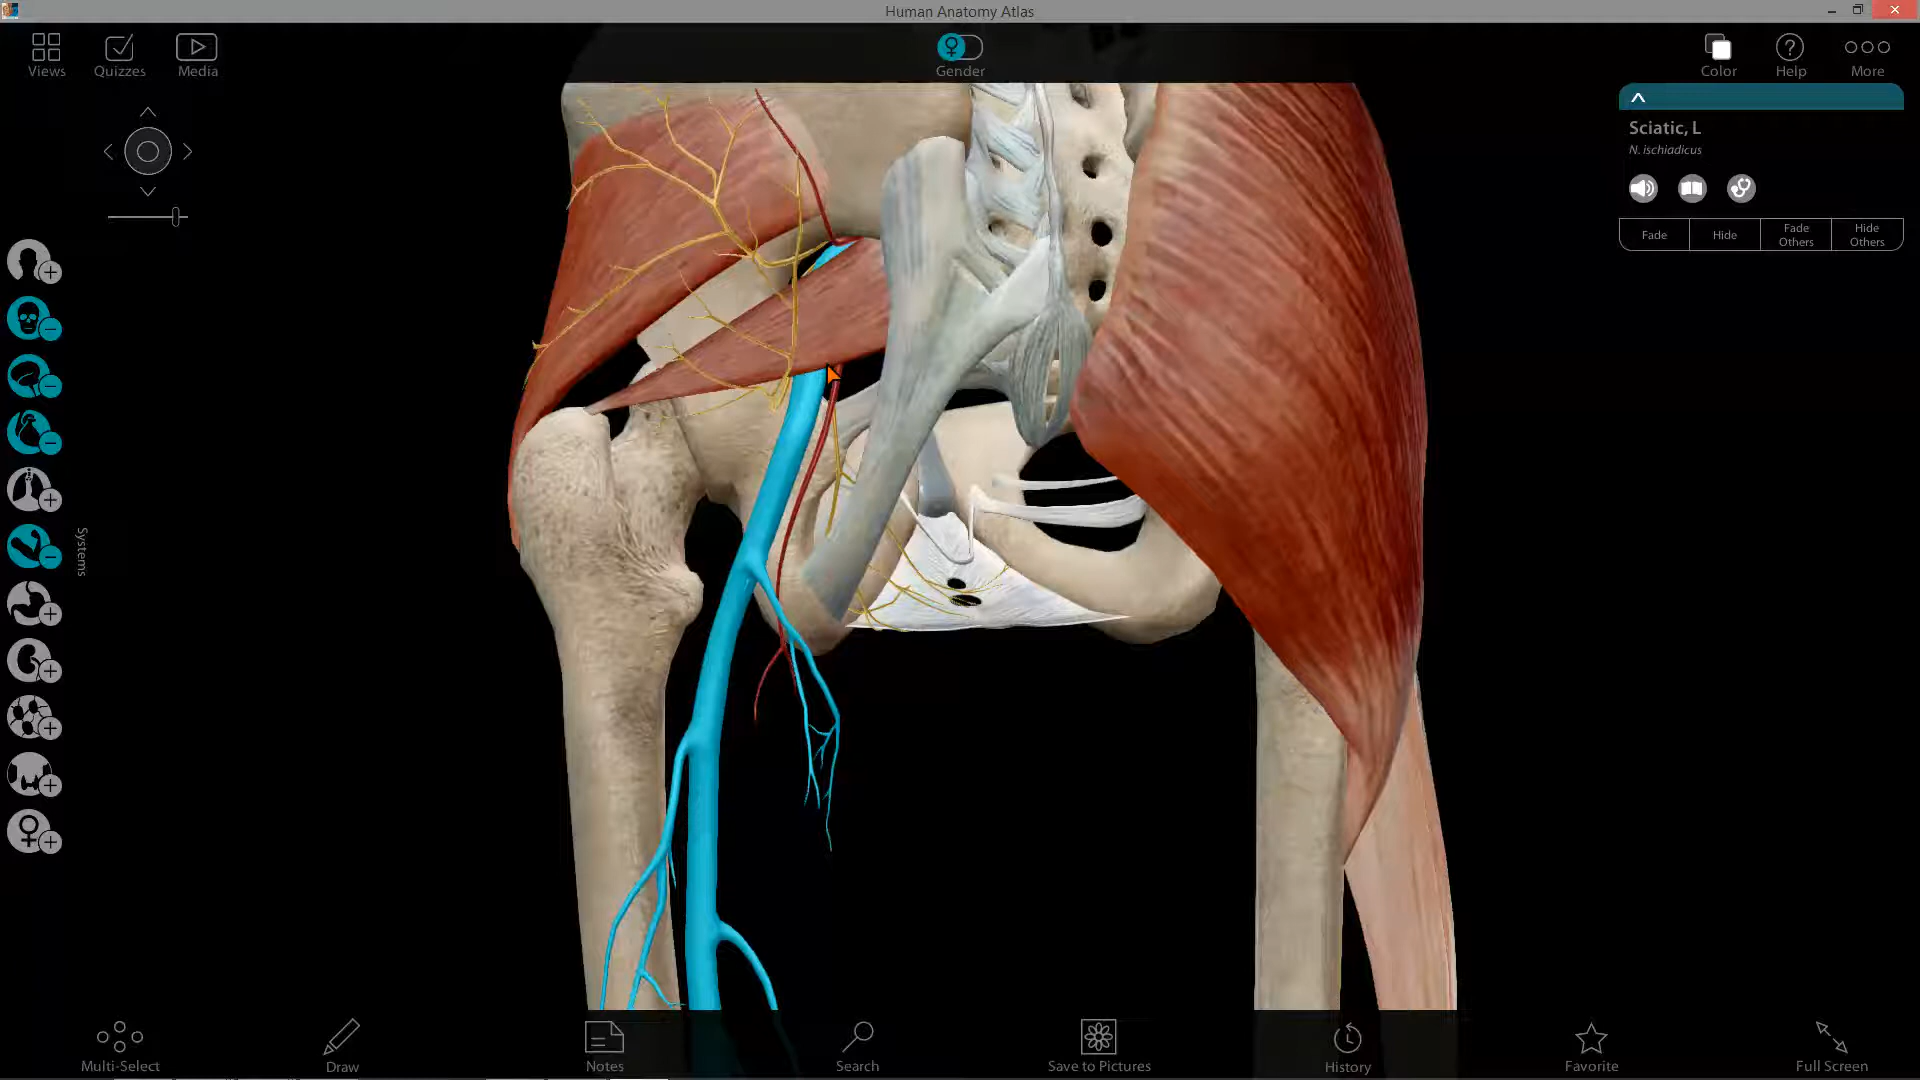 Human Anatomy Atlas
Views
Quizzes
Media
Gender
Color
Help
More
Sciatic, L
N. ischiadicus
Fade
Hide
Fade
Others
Hide
Others
Systems
Multi-Select
Draw
Notes
Search
Save to Pictures
History
Favorite
Full Screen